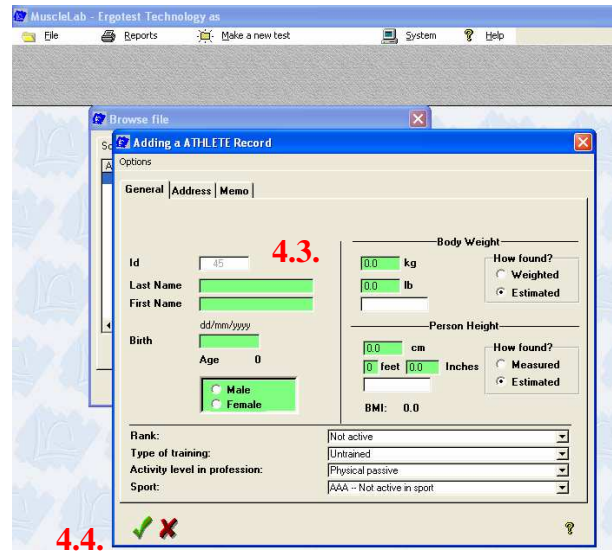 MuscleLab - Ergotest Technology as
File Reports Make a new test System ? Help
Browse file
Adding a ATHLETE Record
Options
General Address Memo
4.3.
Id 45
Last Name
First Name
dd/mm/yyyy
Birth
Age 0
Male
Female
Body Weight
0.0 kg
0.0 lb
How found?
Weighted
Estimated
Person Height
0.0 cm
0 feet 0.0 Inches
How found?
Measured
Estimated
BMI: 0.0
Rank: Not active
Type of training: Untrained
Activity level in profession: Physical passive
Sport: AAA -- Not active in sport
4.4.
?